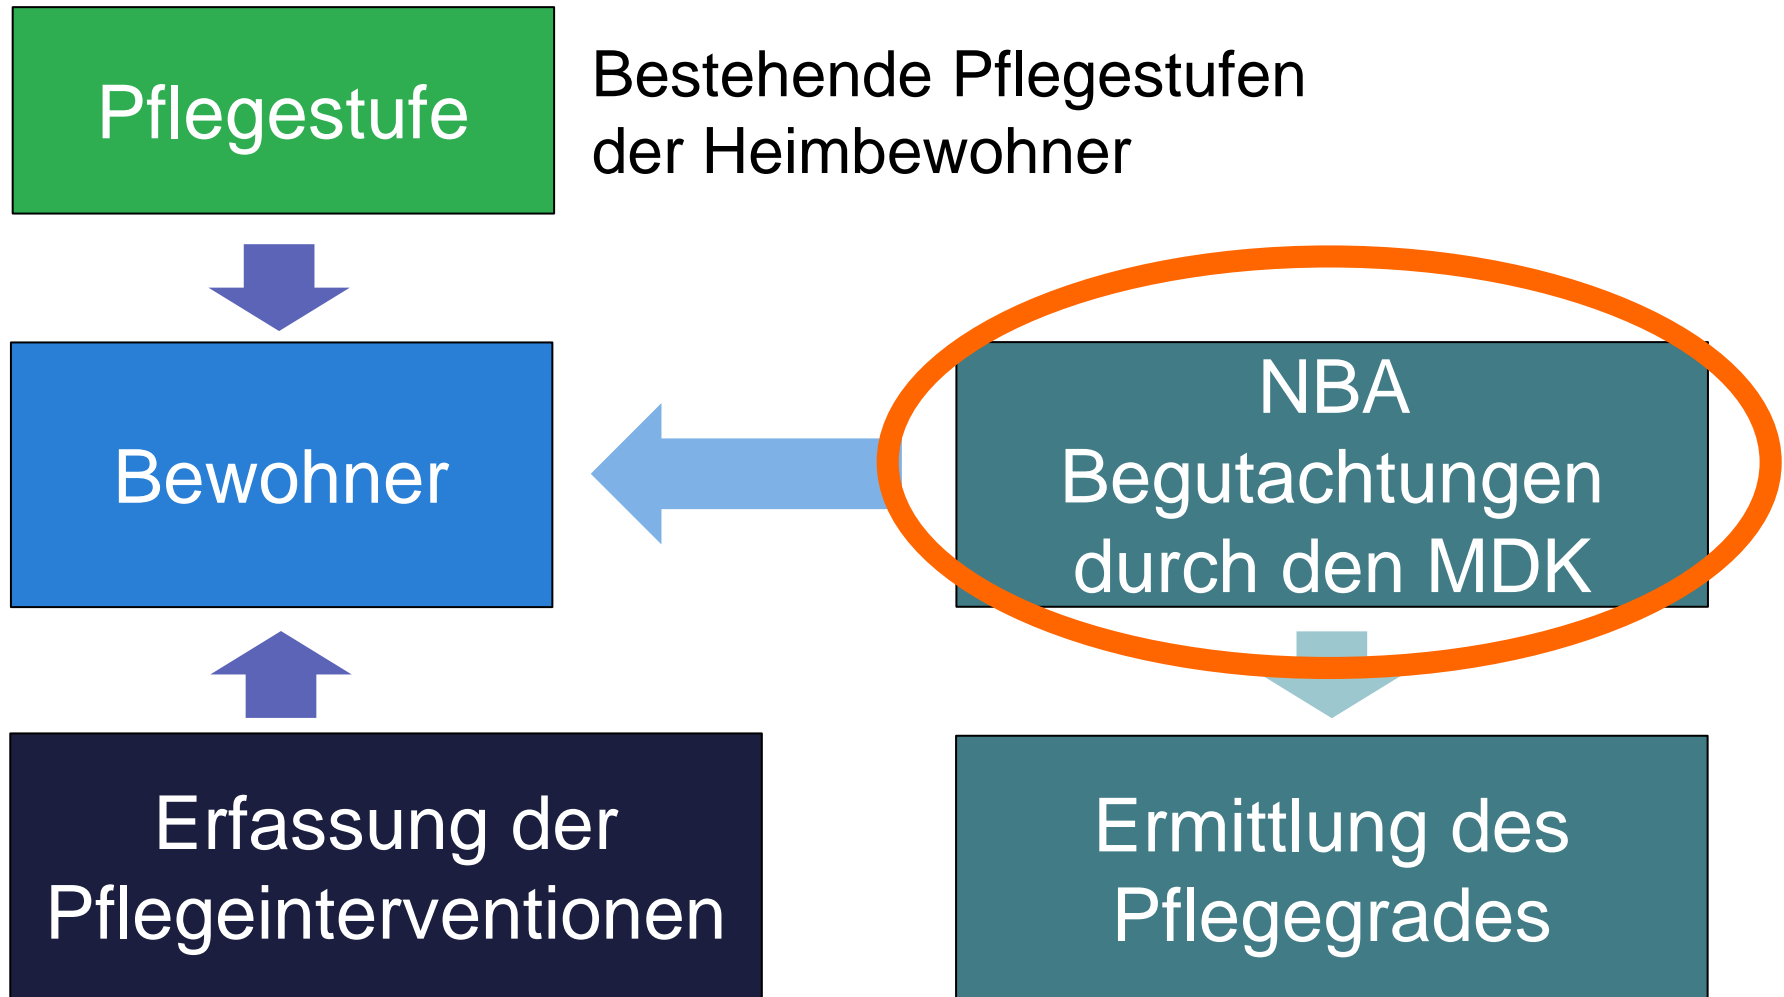 Pflegestufe
Bestehende Pflegestufen
der Heimbewohner
Bewohner
NBA
Begutachtungen
durch den MDK
Erfassung der
Pflegeinterventionen
Ermittlung des
Pflegegrades